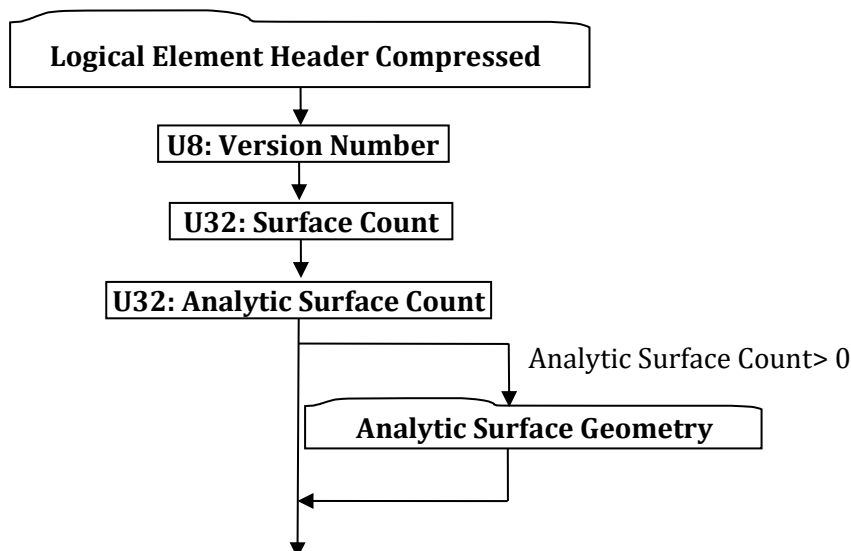 Logical Element Header Compressed
U8: Version Number
U32: Surface Count
U32: Analytic Surface Count
Analytic Surface Count> 0
Analytic Surface Geometry